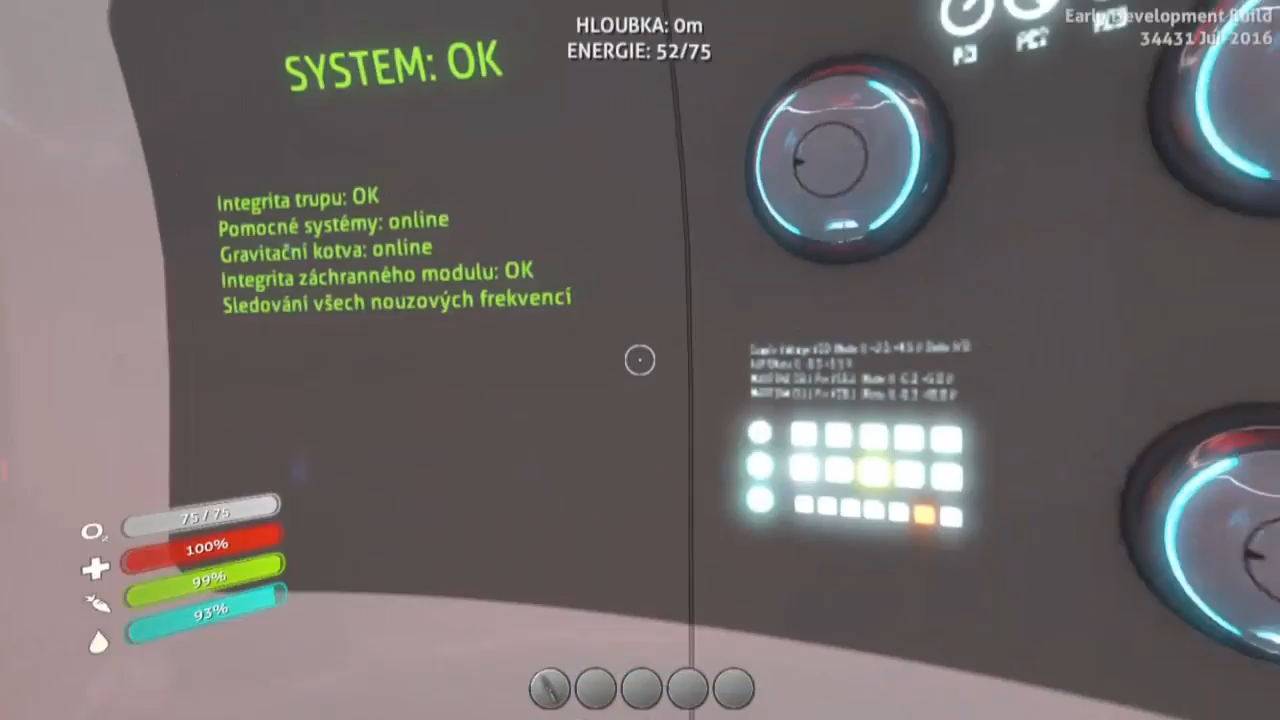 HLOUBKA: 0m
ENERGIE: 52/75
Early Development Build
34431 Jul-2016
SYSTEM: OK
Integrita trupu: OK
Pomocné systémy: online
Gravitační kotva: online
Integrita záchranného modulu: OK
Sledování všech nouzových frekvencí
O₂
75 / 75
100%
99%
93%